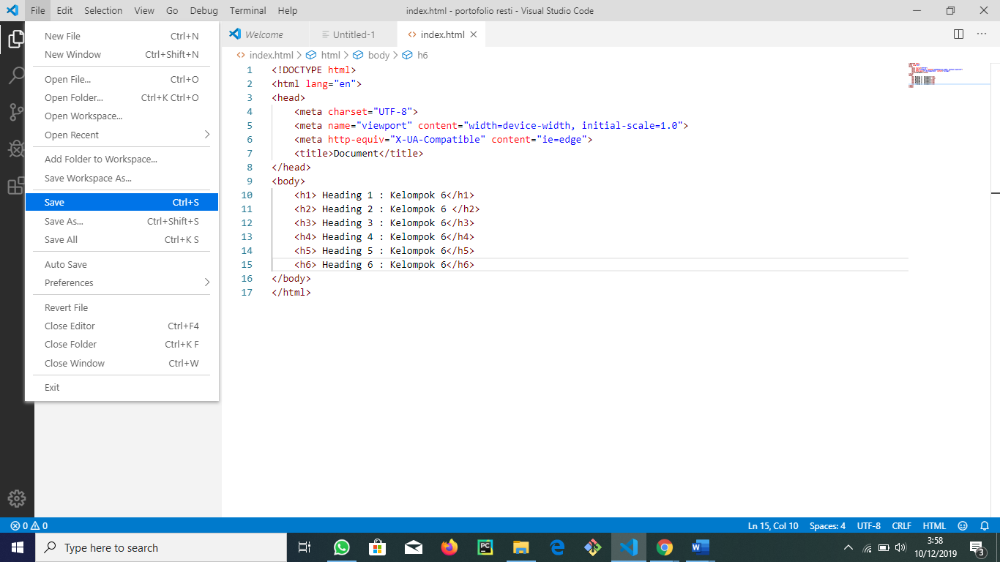 File Edit Selection View Go Debug Terminal Help index.html - portofolio resti - Visual Studio Code
New File Ctrl+N
New Window Ctrl+Shift+N
Open File... Ctrl+O
Open Folder... Ctrl+K Ctrl+O
Open Workspace...
Open Recent
Add Folder to Workspace...
Save Workspace As...
Save Ctrl+S
Save As... Ctrl+Shift+S
Save All Ctrl+K S
Auto Save
Preferences
Revert File
Close Editor Ctrl+F4
Close Folder Ctrl+K F
Close Window Ctrl+W
Exit
Welcome Untitled-1 index.html
index.html > html > body > h6
1 <!DOCTYPE html>
2 <html lang="en">
3 <head>
4 <meta charset="UTF-8">
5 <meta name="viewport" content="width=device-width, initial-scale=1.0">
6 <meta http-equiv="X-UA-Compatible" content="ie=edge">
7 <title>Document</title>
8 </head>
9 <body>
10 <h1> Heading 1 : Kelompok 6</h1>
11 <h2> Heading 2 : Kelompok 6 </h2>
12 <h3> Heading 3 : Kelompok 6</h3>
13 <h4> Heading 4 : Kelompok 6</h4>
14 <h5> Heading 5 : Kelompok 6</h5>
15 <h6> Heading 6 : Kelompok 6</h6>
16 </body>
17 </html>
0 0 Ln 15, Col 10 Spaces: 4 UTF-8 CRLF HTML
Type here to search
PC
3:58
10/12/2019
3